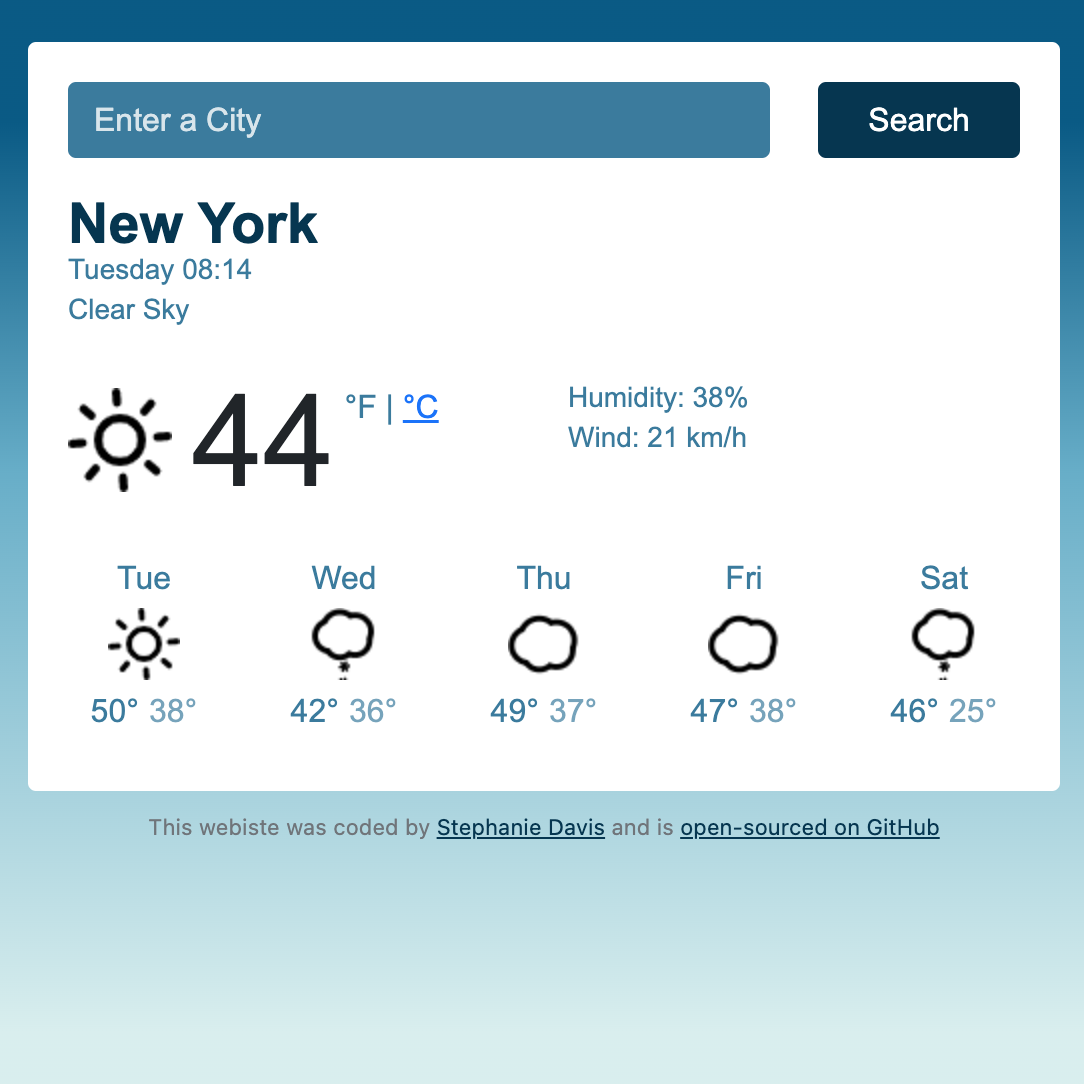 Enter a City
Search
New York
Tuesday 08:14
Clear Sky
44 °F | °C
Humidity: 38%
Wind: 21 km/h
Tue Wed Thu Fri Sat
50° 38° 42° 36° 49° 37° 47° 38° 46° 25°
This webiste was coded by Stephanie Davis and is open-sourced on GitHub